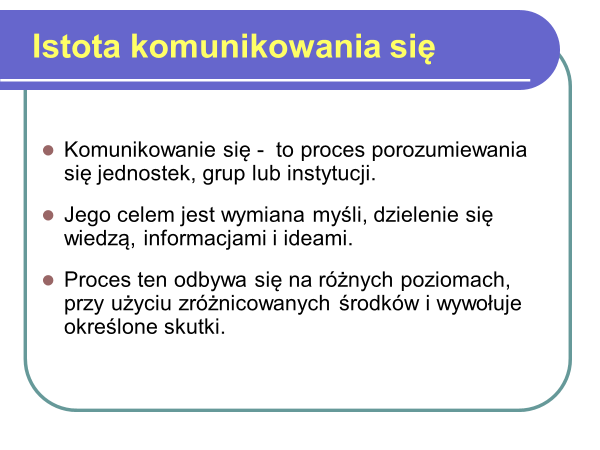 Istota komunikowania się
Komunikowanie się - to proces porozumiewania
się jednostek, grup lub instytucji.
Jego celem jest wymiana myśli, dzielenie się
wiedzą, informacjami i ideami.
Proces ten odbywa się na różnych poziomach,
przy użyciu zróżnicowanych środków i wywołuje
określone skutki.